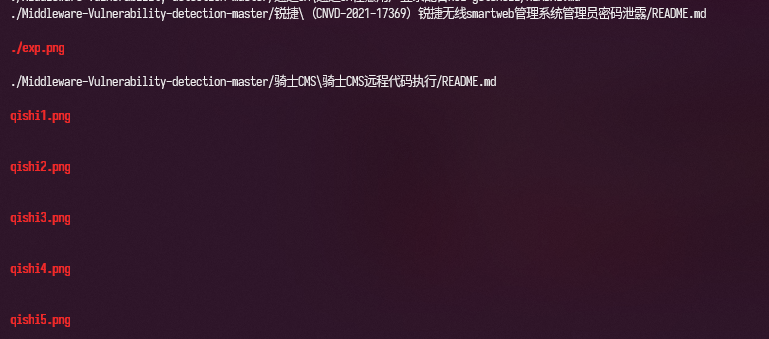 ./Middleware-Vulnerability-detection-master/锐捷\（CNVD-2021-17369）锐捷无线smartweb管理系统管理员密码泄露/README.md
./exp.png
./Middleware-Vulnerability-detection-master/骑士CMS\骑士CMS远程代码执行/README.md
qishi1.png
qishi2.png
qishi3.png
qishi4.png
qishi5.png